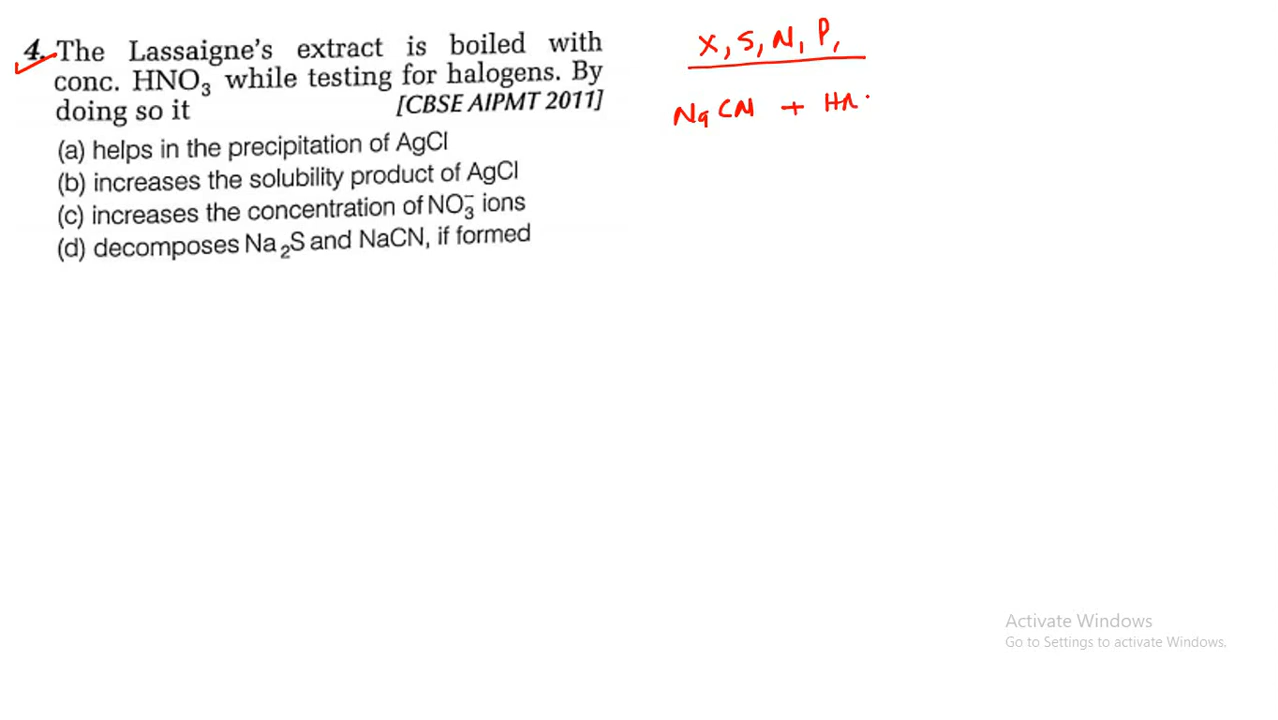 4. The Lassaigne's extract is boiled with
conc. HNO₃ while testing for halogens. By
doing so it [CBSE AIPMT 2011]
(a) helps in the precipitation of AgCl
(b) increases the solubility product of AgCl
(c) increases the concentration of NO₃⁻ ions
(d) decomposes Na₂S and NaCN, if formed
X, S, N, P,
NaCN +
Activate Windows
Go to Settings to activate Windows.